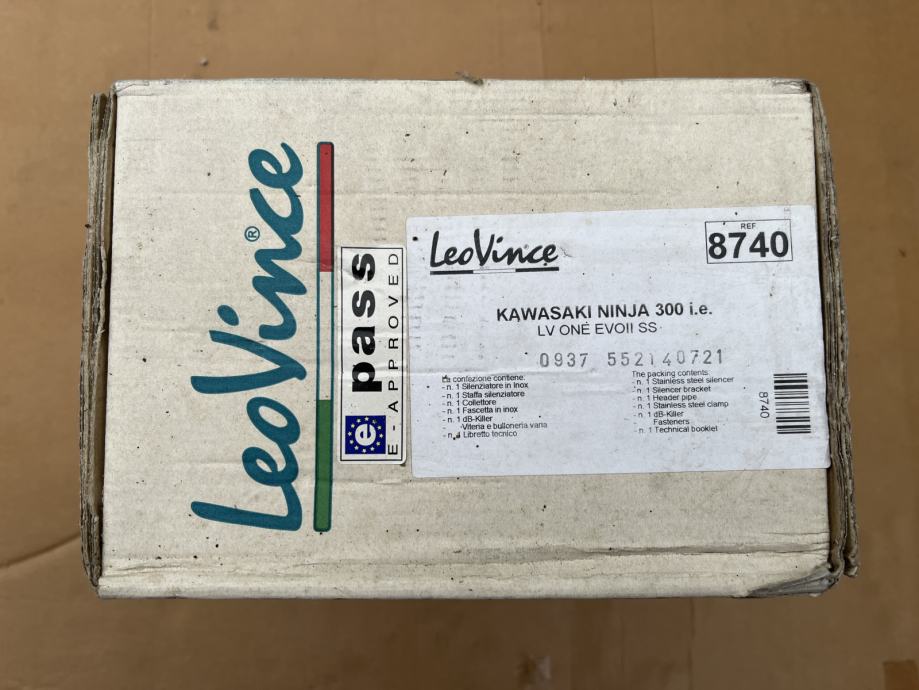 LeoVince®
e pass
E-APPROVED
LeoVince
REF
8740
KAWASAKI NINJA 300 i.e.
LV ONE EVOII SS
0937 552140721
La confezione contiene:
- n. 1 Silenziatore in Inox
- n. 1 Staffa silenziatore
- n. 1 Collettore
- n. 1 Fascetta in inox
- n. 1 dB-Killer
-Viteria e bulloneria varia
- n. 1 Libretto tecnico
The packing contents:
- n. 1 Stainless steel silencer
- n. 1 Silencer bracket
- n. 1 Header pipe
- n. 1 Stainless steel clamp
- n. 1 dB-Killer
Fasteners
- n. 1 Technical booklet
8740